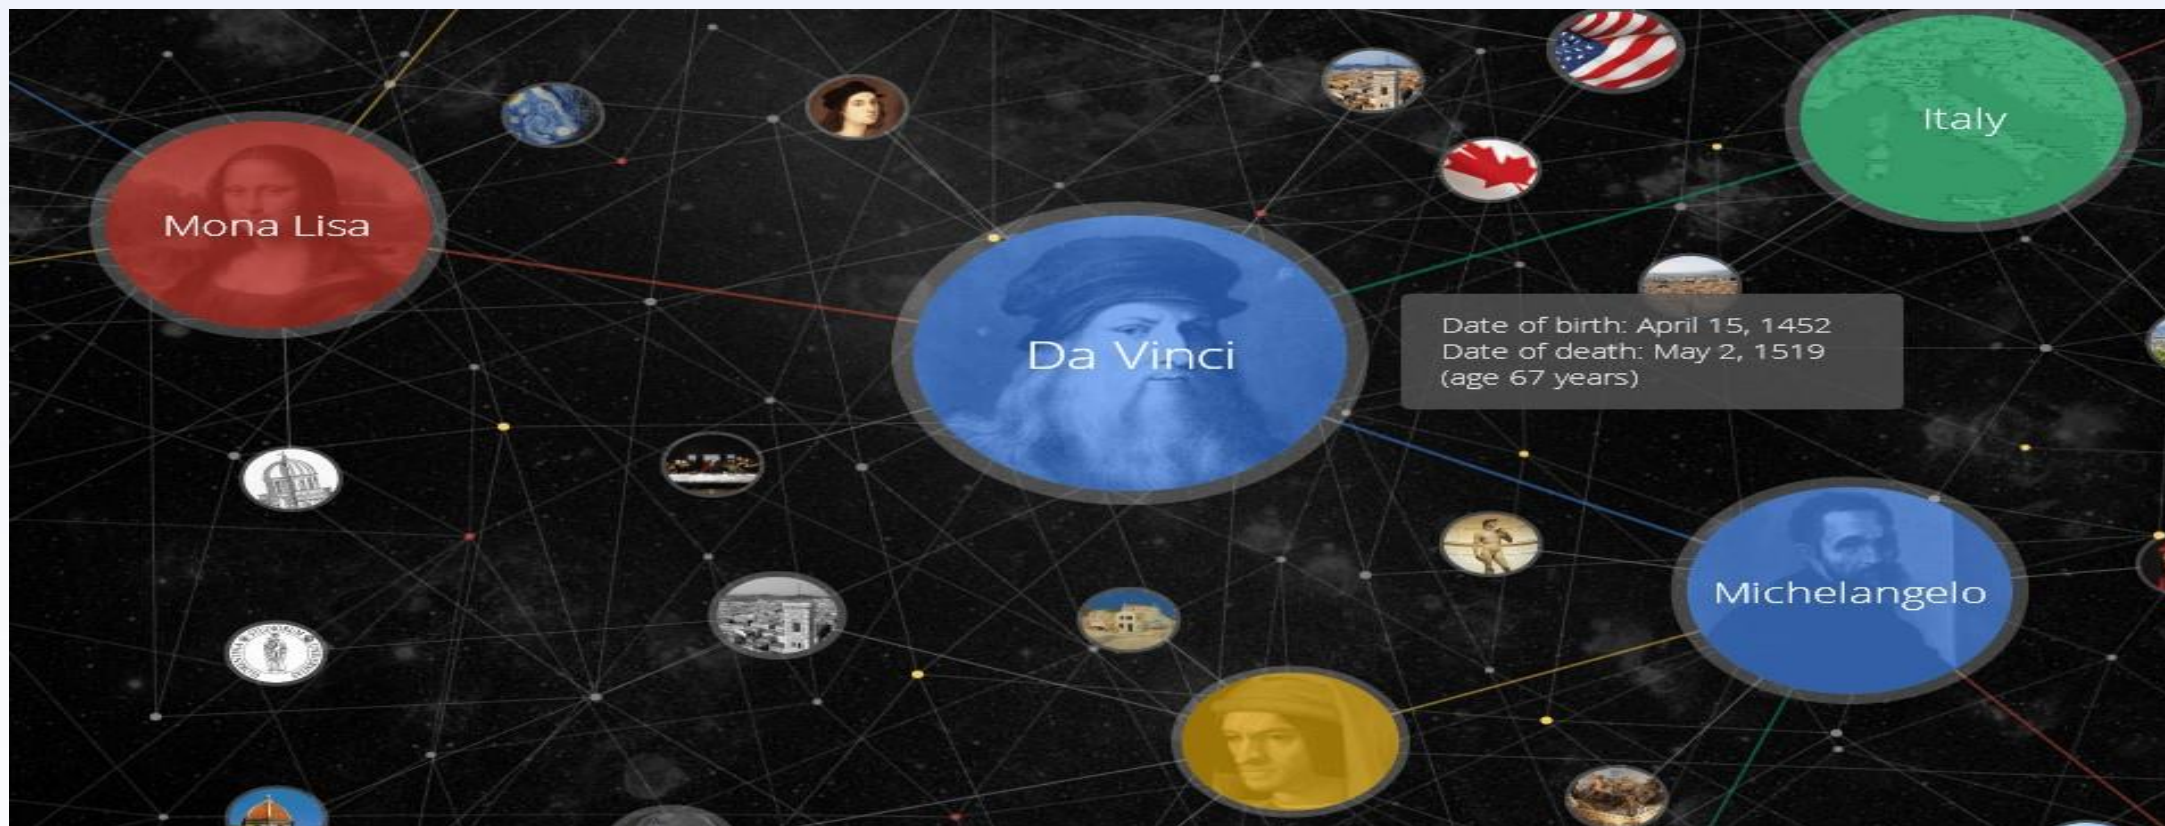 Italy
Mona Lisa
Da Vinci
Date of birth: April 15, 1452
Date of death: May 2, 1519
(age 67 years)
Michelangelo